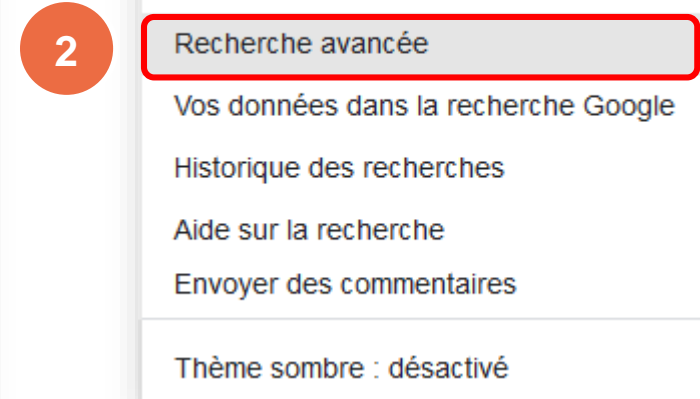 2
Recherche avancée
Vos données dans la recherche Google
Historique des recherches
Aide sur la recherche
Envoyer des commentaires
Thème sombre : désactivé